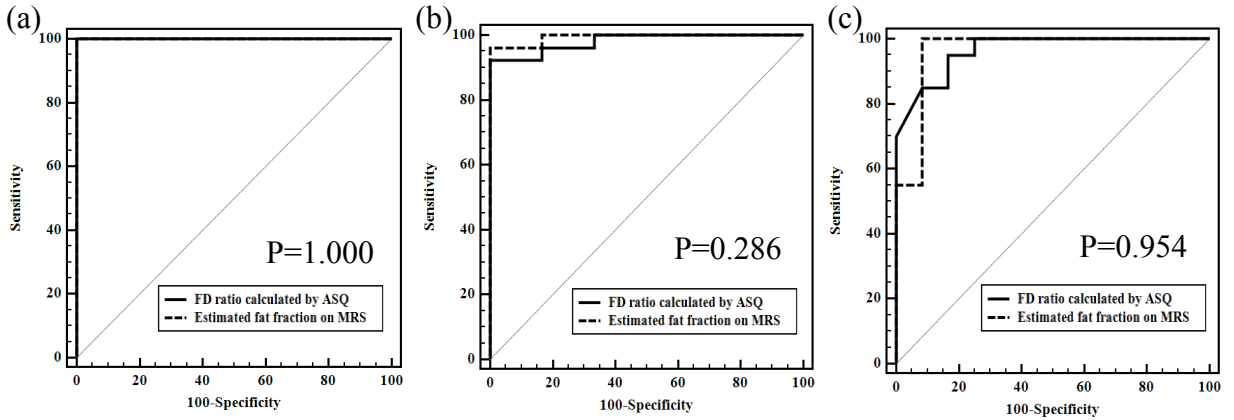 (a)
100
80
60
40
20
0
Sensitivity
P=1.000
FD ratio calculated by ASQ
Estimated fat fraction on MRS
0 20 40 60 80 100
100-Specificity
(b)
100
80
60
40
20
0
Sensitivity
P=0.286
FD ratio calculated by ASQ
Estimated fat fraction on MRS
0 20 40 60 80 100
100-Specificity
(c)
100
80
60
40
20
0
Sensitivity
P=0.954
FD ratio calculated by ASQ
Estimated fat fraction on MRS
0 20 40 60 80 100
100-Specificity